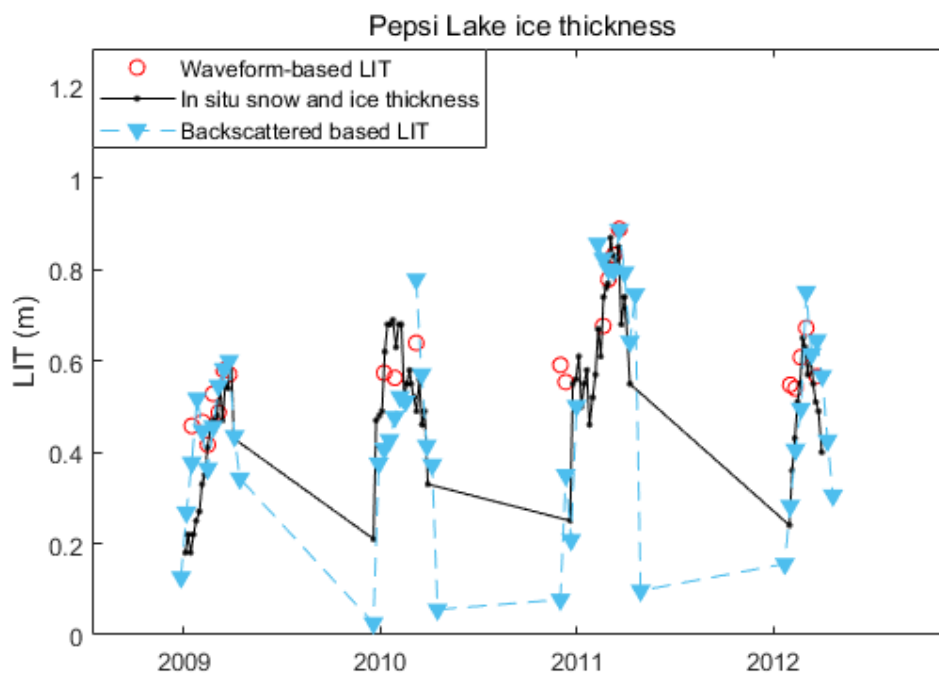 Pepsi Lake ice thickness
Waveform-based LIT
In situ snow and ice thickness
Backscattered based LIT
LIT (m)
1.2
1
0.8
0.6
0.4
0.2
0
2009
2010
2011
2012